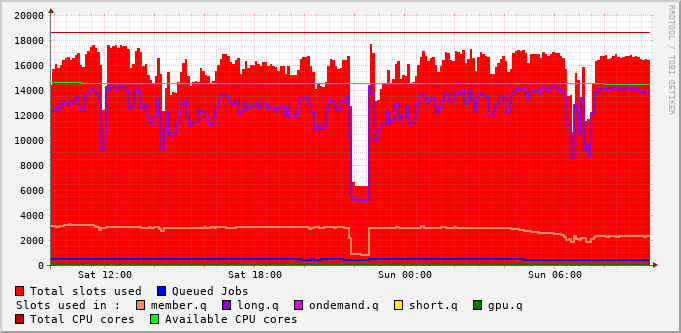 RRDTOOL / TOBI OETIKER
20000
18000
16000
14000
12000
10000
8000
6000
4000
2000
0
Sat 12:00 Sat 18:00 Sun 00:00 Sun 06:00
Total slots used Queued Jobs
Slots used in : member.q long.q ondemand.q short.q gpu.q
Total CPU cores Available CPU cores